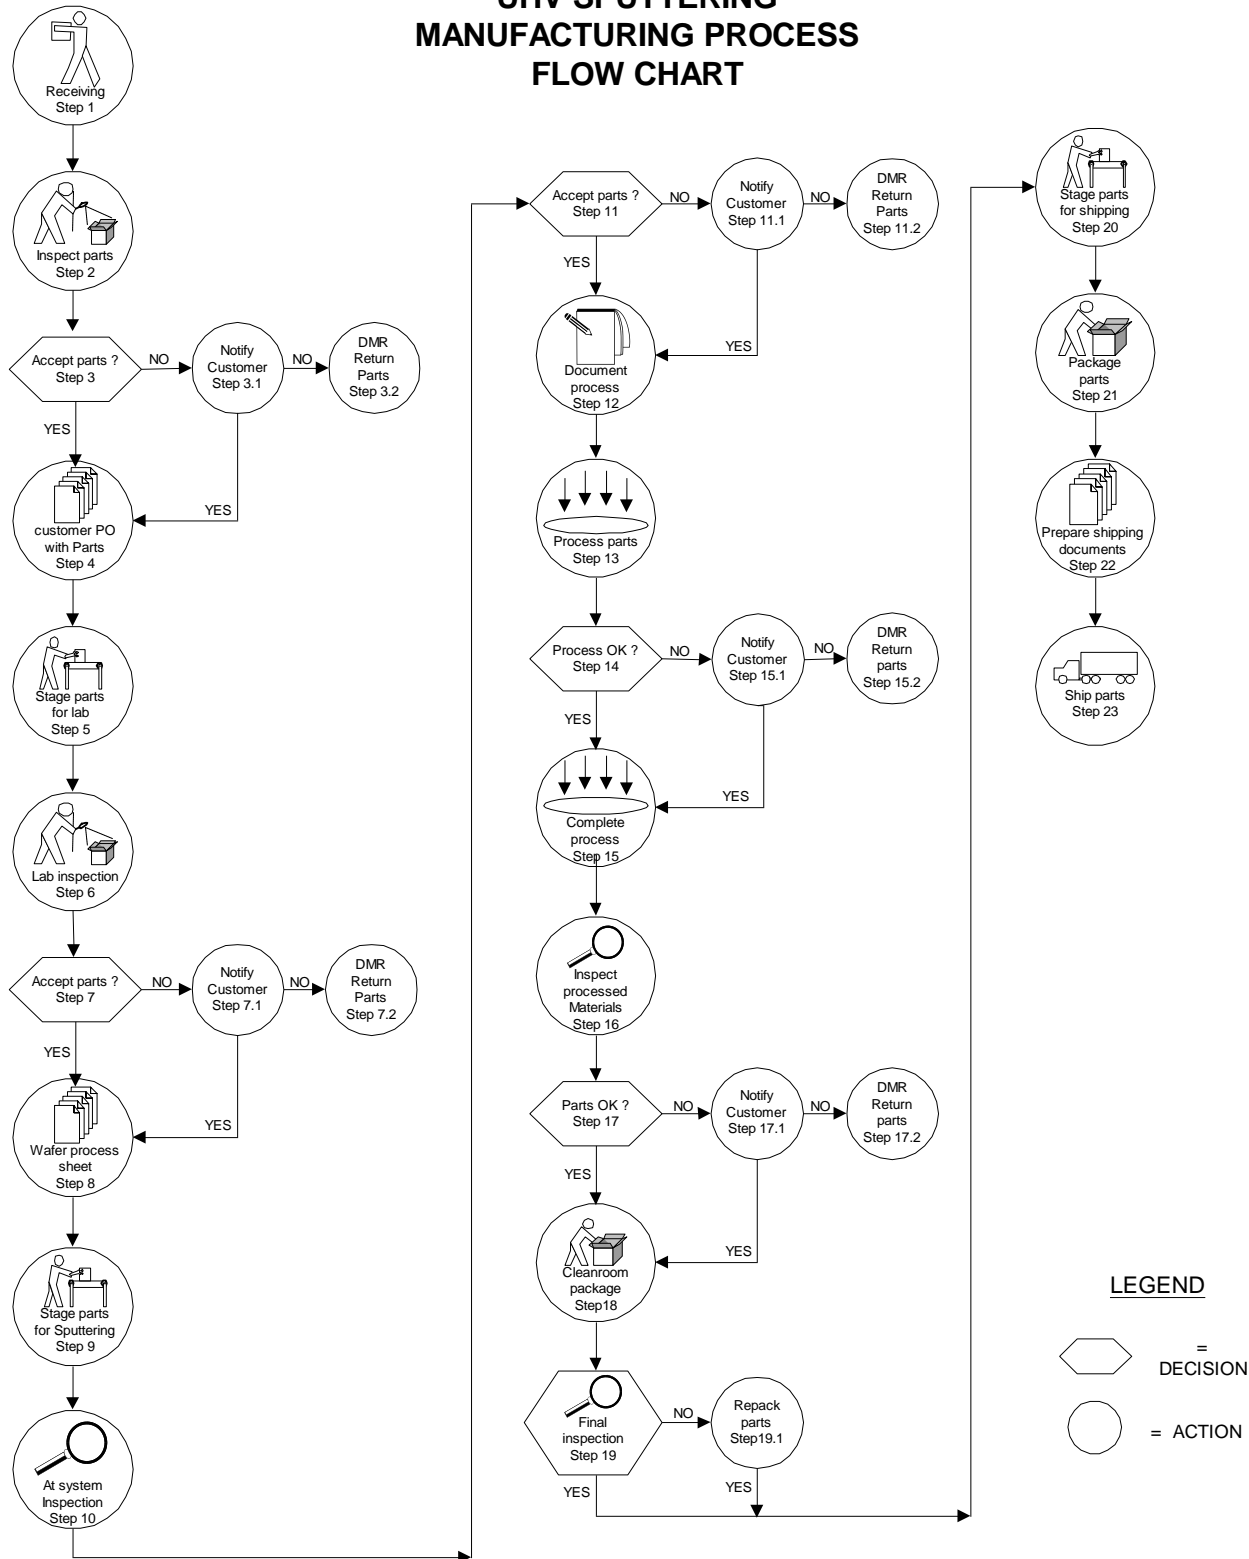 UHV SPUTTERING
MANUFACTURING PROCESS
FLOW CHART
Receiving
Step 1
Inspect parts
Step 2
Accept parts ?
Step 3
NO
Notify
Customer
Step 3.1
NO
DMR
Return
Parts
Step 3.2
YES
YES
customer PO
with Parts
Step 4
Stage parts
for lab
Step 5
Lab inspection
Step 6
Accept parts ?
Step 7
NO
Notify
Customer
Step 7.1
NO
DMR
Return
Parts
Step 7.2
YES
YES
Wafer process
sheet
Step 8
Stage parts
for Sputtering
Step 9
At system
Inspection
Step 10
Accept parts ?
Step 11
NO
Notify
Customer
Step 11.1
NO
DMR
Return
Parts
Step 11.2
YES
YES
Document
process
Step 12
Process parts
Step 13
Process OK ?
Step 14
NO
Notify
Customer
Step 15.1
NO
DMR
Return
parts
Step 15.2
YES
YES
Complete
process
Step 15
Inspect
processed
Materials
Step 16
Parts OK ?
Step 17
NO
Notify
Customer
Step 17.1
NO
DMR
Return
parts
Step 17.2
YES
YES
Cleanroom
package
Step18
Final
inspection
Step 19
NO
Repack
parts
Step19.1
YES
YES
Stage parts
for shipping
Step 20
Package
parts
Step 21
Prepare shipping
documents
Step 22
Ship parts
Step 23
LEGEND
=
DECISION
= ACTION